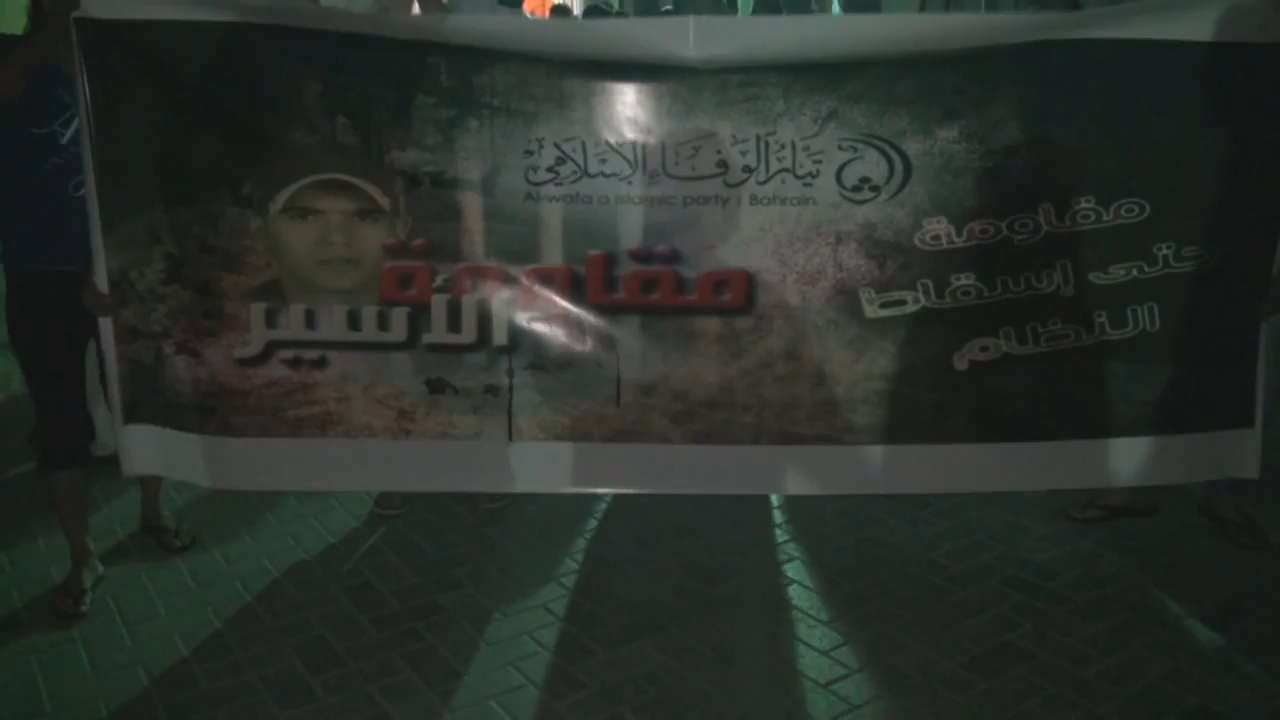 تيار الوفاء الإسلامي
Al-wafa a islamic party : Bahrain
مقاومة
الأسير
مقاومة
حتى إسقاط
النظام